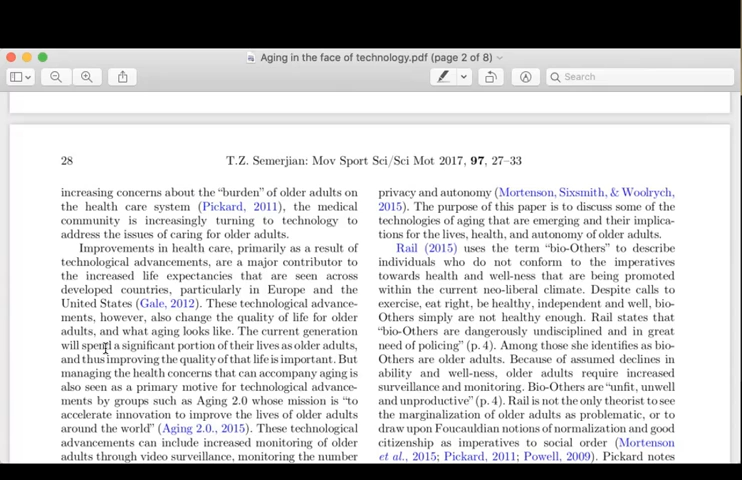 Aging in the face of technology.pdf (page 2 of 8)
Search
28
T.Z. Semerjian: Mov Sport Sci/Sci Mot 2017, 97, 27–33
increasing concerns about the “burden” of older adults on
the health care system (Pickard, 2011), the medical
community is increasingly turning to technology to
address the issues of caring for older adults.
Improvements in health care, primarily as a result of
technological advancements, are a major contributor to
the increased life expectancies that are seen across
developed countries, particularly in Europe and the
United States (Gale, 2012). These technological advance-
ments, however, also change the quality of life for older
adults, and what aging looks like. The current generation
will spend a significant portion of their lives as older adults,
and thus improving the quality of that life is important. But
managing the health concerns that can accompany aging is
also seen as a primary motive for technological advance-
ments by groups such as Aging 2.0 whose mission is “to
accelerate innovation to improve the lives of older adults
around the world” (Aging 2.0., 2015). These technological
advancements can include increased monitoring of older
adults through video surveillance, monitoring the number
privacy and autonomy (Mortenson, Sixsmith, & Woolrych,
2015). The purpose of this paper is to discuss some of the
technologies of aging that are emerging and their implica-
tions for the lives, health, and autonomy of older adults.
Rail (2015) uses the term “bio-Others” to describe
individuals who do not conform to the imperatives
towards health and well-ness that are being promoted
within the current neo-liberal climate. Despite calls to
exercise, eat right, be healthy, independent and well, bio-
Others simply are not healthy enough. Rail states that
“bio-Others are dangerously undisciplined and in great
need of policing” (p. 4). Among those she identifies as bio-
Others are older adults. Because of assumed declines in
ability and well-ness, older adults require increased
surveillance and monitoring. Bio-Others are “unfit, unwell
and unproductive” (p. 4). Rail is not the only theorist to see
the marginalization of older adults as problematic, or to
draw upon Foucauldian notions of normalization and good
citizenship as imperatives to social order (Mortenson
et al., 2015; Pickard, 2011; Powell, 2009). Pickard notes